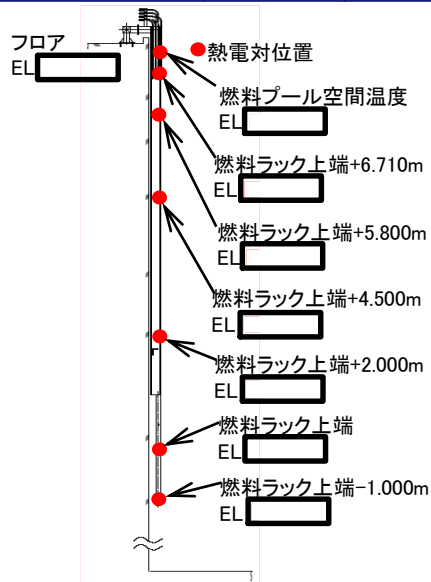 フロア
EL
熱電対位置
燃料プール空間温度
EL
燃料ラック上端+6.710m
EL
燃料ラック上端+5.800m
EL
燃料ラック上端+4.500m
EL
燃料ラック上端+2.000m
EL
燃料ラック上端
EL
燃料ラック上端-1.000m
EL